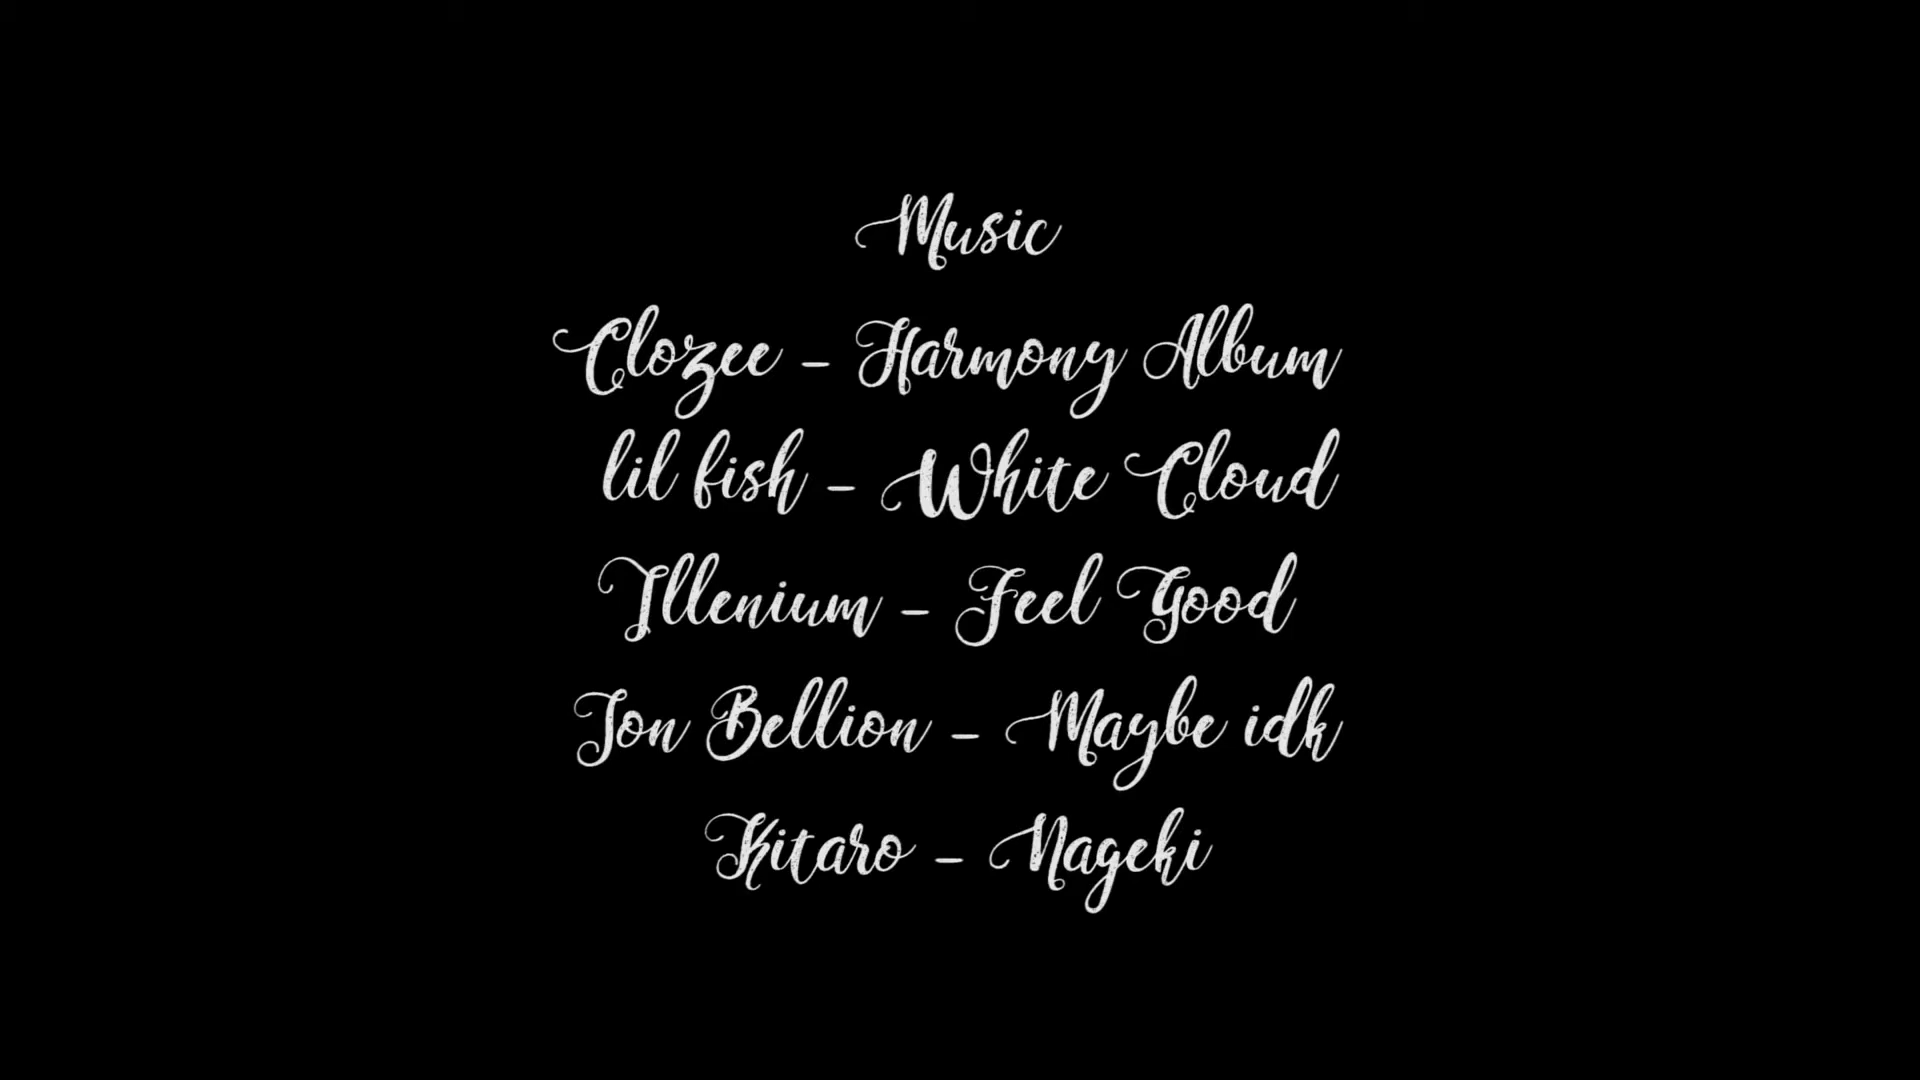 Music
Clozee - Harmony Album
lil fish - White Cloud
Illenium - Feel Good
Jon Bellion - Maybe idk
Kitaro - Nageki